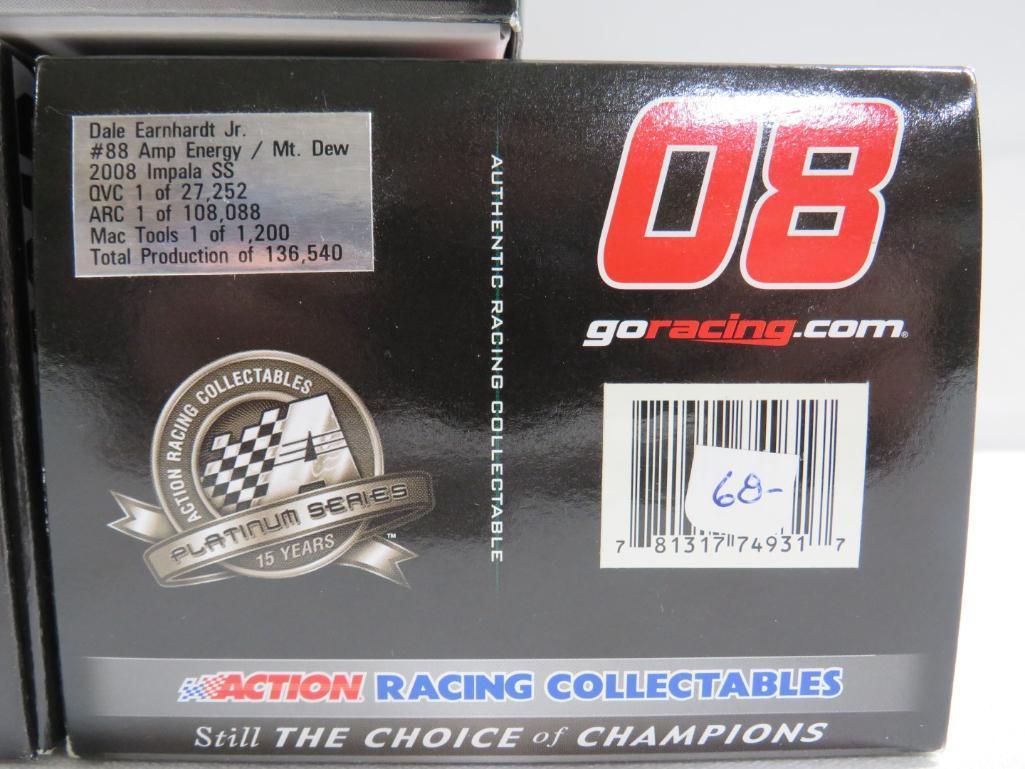 Dale Earnhardt Jr.
#88 Amp Energy / Mt. Dew
2008 Impala SS
QVC 1 of 27,252
ARC 1 of 108,088
Mac Tools 1 of 1,200
Total Production of 136,540
ACTION RACING COLLECTABLES
A
PLATINUM SERIES
15 YEARS
TM
AUTHENTIC RACING COLLECTABLE
08
goracing.com®
68-
7 81317 74931 7
ACTION RACING COLLECTABLES
Still THE CHOICE of CHAMPIONS